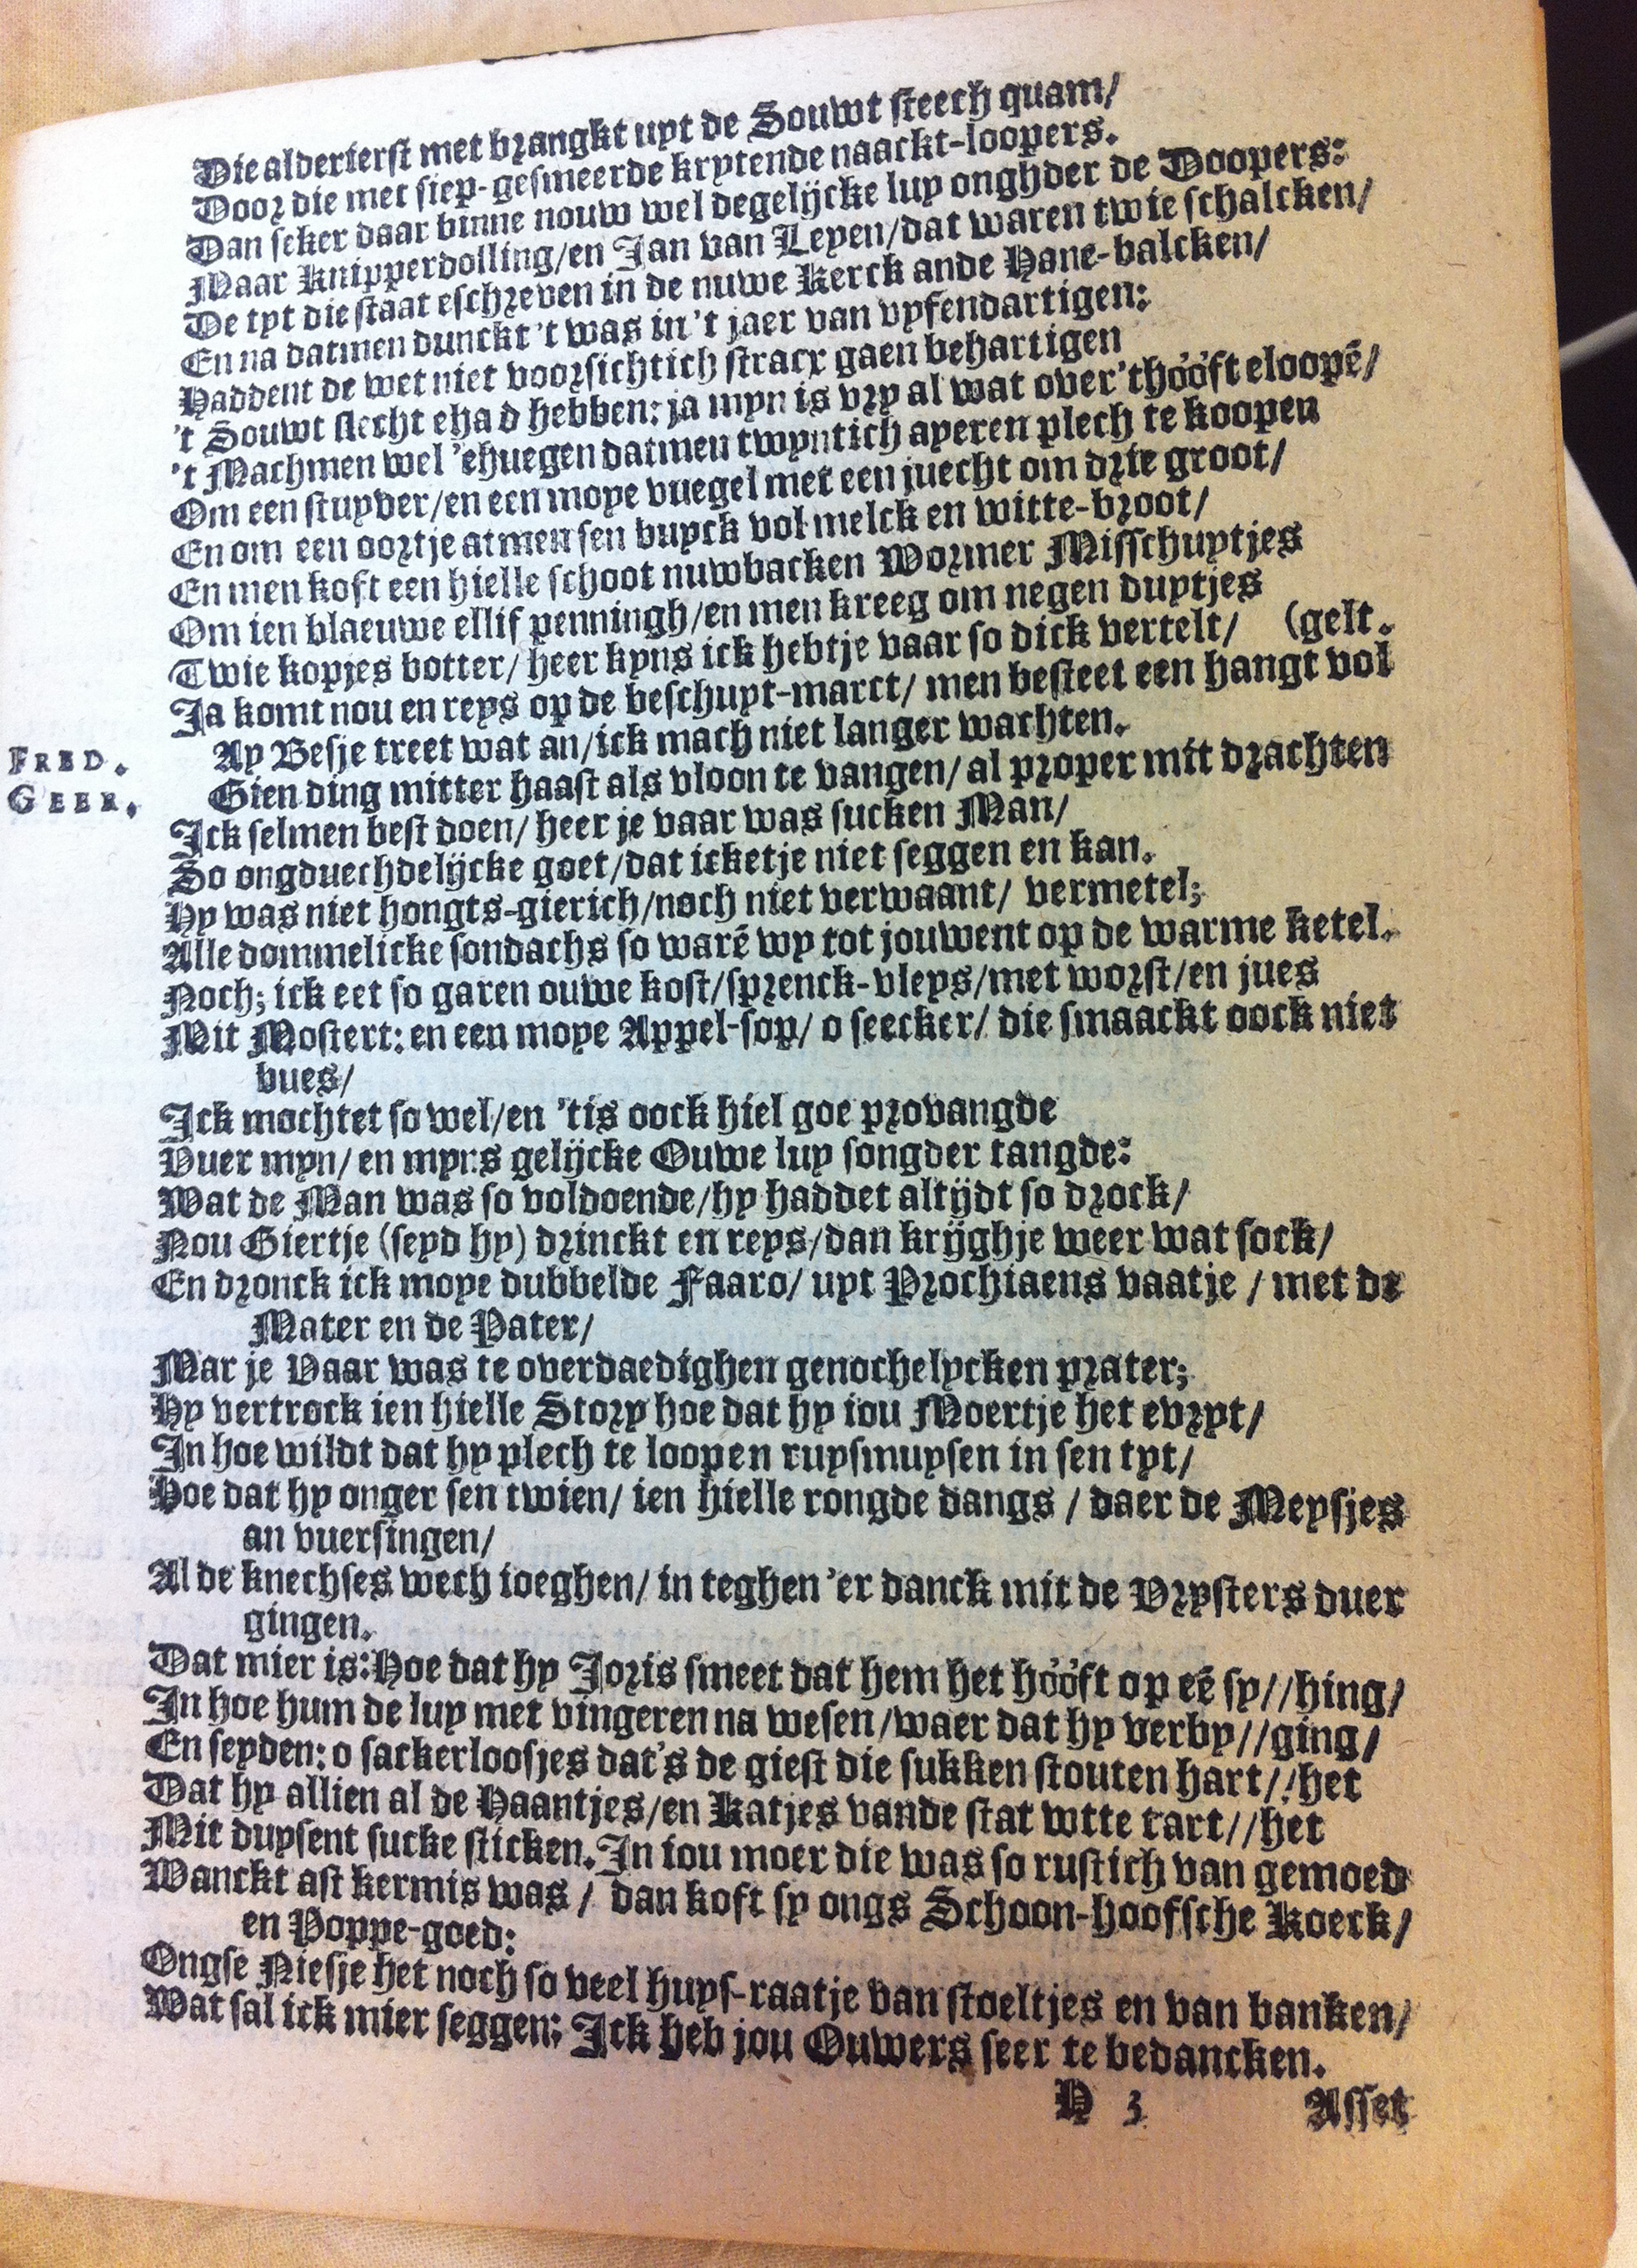 Die alderierst met brangkt uyt de Souwt steech quam/
Door die met siep-gesmeerde krytende naackt-loopers.
Dan seker daar binne nouw wel degelijcke luy onghder de Doopers:
Maar Knipperdolling/en Jan van Leyen/dat waren twie schalcken/
De tyt die staat eschreven in de nuwe Kerck ande Hane-balcken/
En na datmen dunckt 't was in 't jaer van vyfendartigen:
Haddent de wet niet voorsichtich stracx gaen behartigen
't Souwt slecht ehad hebben: ja myn is vry al wat over 'thóóft eloopē/
't Machmen wel 'ehuegen datmen twyntich ayeren plech te koopen
Om een stuyver/en een moye vuegel met een juecht om drie groot/
En om een oortje atmen sen buyck vol melck en witte-broot/
En men koft een hielle schoot nuwbacken Wormer Misschuytjes
Om ien blaeuwe ellif penningh/en men kreeg om negen duytjes
Twie kopjes botter/ heer kyns ick hebtje vaar so dick vertelt/ (gelt.
Ja komt nou en reys op de beschuyt-marct/ men besteet een hangt vol
FRED. Ay Besje treet wat an/ick mach niet langer wachten.
GEER. Gien ding mitter haast als vloon te vangen/ al proper mit drachten
Ick selmen best doen/ heer je vaar was sucken Man/
So ongduechdelijcke goet/dat icketje niet seggen en kan.
Hy was niet hongts-gierich/noch niet verwaant/ vermetel;
Alle dommelicke sondachs so warē wy tot jouwent op de warme ketel.
Noch; ick eet so garen ouwe kost/sprenck-vleys/met worst/en jues
Mit Mostert: en een moye Appel-sop/ o seecker/ die smaackt oock niet
vues/
Ick mochtet so wel/en 'tis oock hiel goe provangde
Vuer myn/ en myns gelijcke Ouwe luy songder tangde:
Wat de Man was so voldoende/hy haddet altijdt so drock/
Nou Giertje (seyd hy) drinckt en reys/dan krijghje weer wat sock/
En dronck ick moye dubbelde Faaro/ uyt Prochiaens vaatje / met de
Mater en de Pater/
Mar je Vaar was te overdaedighen genochelycken prater;
Hy vertrock ien hielle Story hoe dat hy iou Moertje het evryt/
In hoe wildt dat hy plech te loopen ruysmuysen in sen tyt/
Hoe dat hy onger sen twien/ ien hielle rongde dangs / daer de Meysjes
an vuersingen/
Al de knechses wech ioeghen/ in teghen 'er danck mit de Vrysters duer
gingen.
Dat mier is: Hoe dat hy Joris smeet dat hem het hóóft op eē sy//hing/
In hoe hum de luy met vingeren na wesen/waer dat hy verby//ging/
En seyden: o sackerloosjes dat's de giest die sukken stouten hart//het
Dat hy allien al de Haantjes/en Katjes vande stat wtte tart//het
Mit duysent sucke sticken. In iou moer die was so rustich van gemoed
Wanckt ast kermis was / dan koft sy ongs Schoon-hoofsche Koeck/
en Poppe-goed:
Ongse Niesje het noch so veel huys-raatje van stoeltjes en van banken/
Wat sal ick mier seggen: Ick heb jou Ouwers seer te bedancken.
H 3 Asset